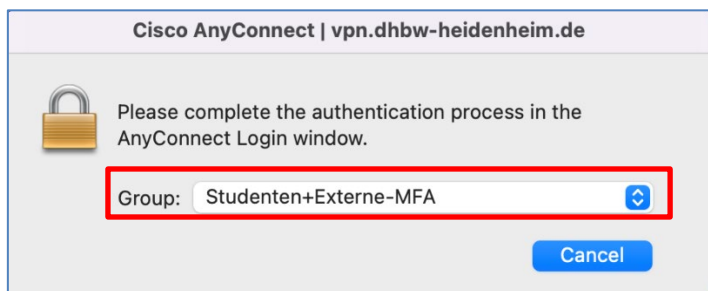 Cisco AnyConnect | vpn.dhbw-heidenheim.de
Please complete the authentication process in the
AnyConnect Login window.
Group: Studenten+Externe-MFA
Cancel